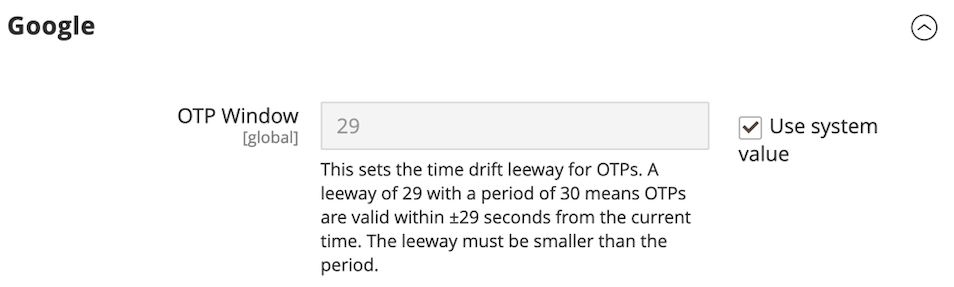 Google
OTP Window
[global]
29
Use system
value
This sets the time drift leeway for OTPs. A
leeway of 29 with a period of 30 means OTPs
are valid within ±29 seconds from the current
time. The leeway must be smaller than the
period.